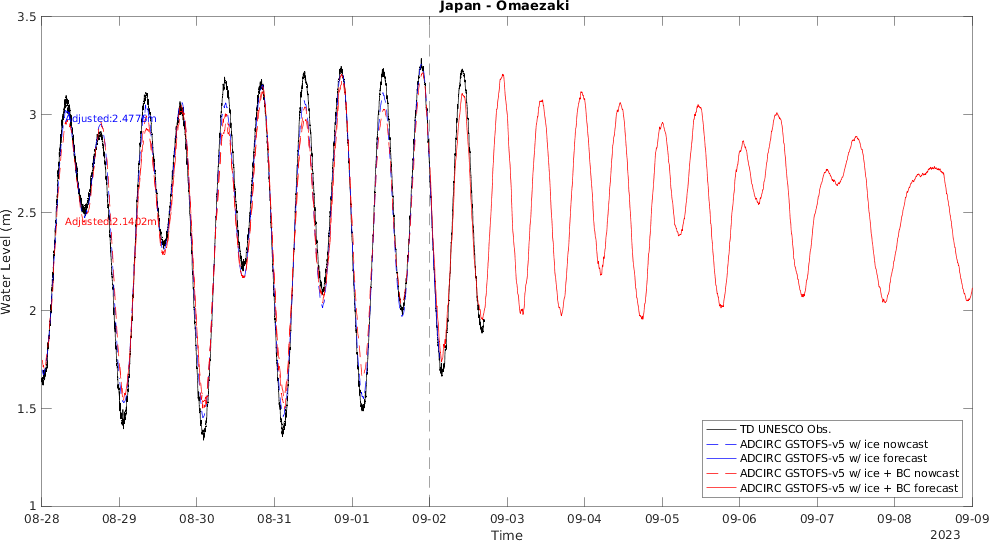 Japan - Omaezaki
3.5
3
2.5
2
1.5
1
Water Level (m)
Adjusted:2.4778m
Adjusted:2.1402m
TD UNESCO Obs.
ADCIRC GSTOFS-v5 w/ ice nowcast
ADCIRC GSTOFS-v5 w/ ice forecast
ADCIRC GSTOFS-v5 w/ ice + BC nowcast
ADCIRC GSTOFS-v5 w/ ice + BC forecast
08-28 08-29 08-30 08-31 09-01 09-02 09-03 09-04 09-05 09-06 09-07 09-08 09-09
Time
2023